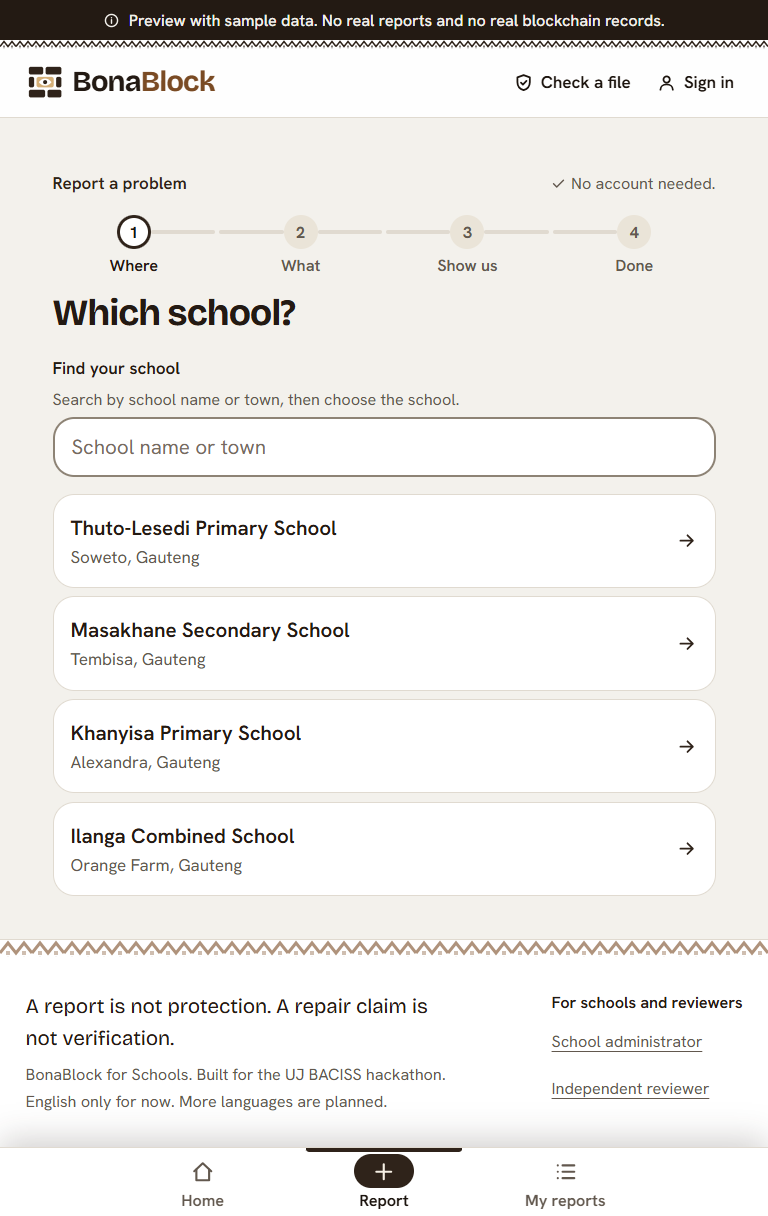 Preview with sample data. No real reports and no real blockchain records.
BonaBlock
Check a file
Sign in
Report a problem
No account needed.
1
2
3
4
Where
What
Show us
Done
Which school?
Find your school
Search by school name or town, then choose the school.
School name or town
Thuto-Lesedi Primary School
Soweto, Gauteng
Masakhane Secondary School
Tembisa, Gauteng
Khanyisa Primary School
Alexandra, Gauteng
Ilanga Combined School
Orange Farm, Gauteng
A report is not protection. A repair claim is
not verification.
BonaBlock for Schools. Built for the UJ BACISS hackathon.
English only for now. More languages are planned.
For schools and reviewers
School administrator
Independent reviewer
Home
Report
My reports